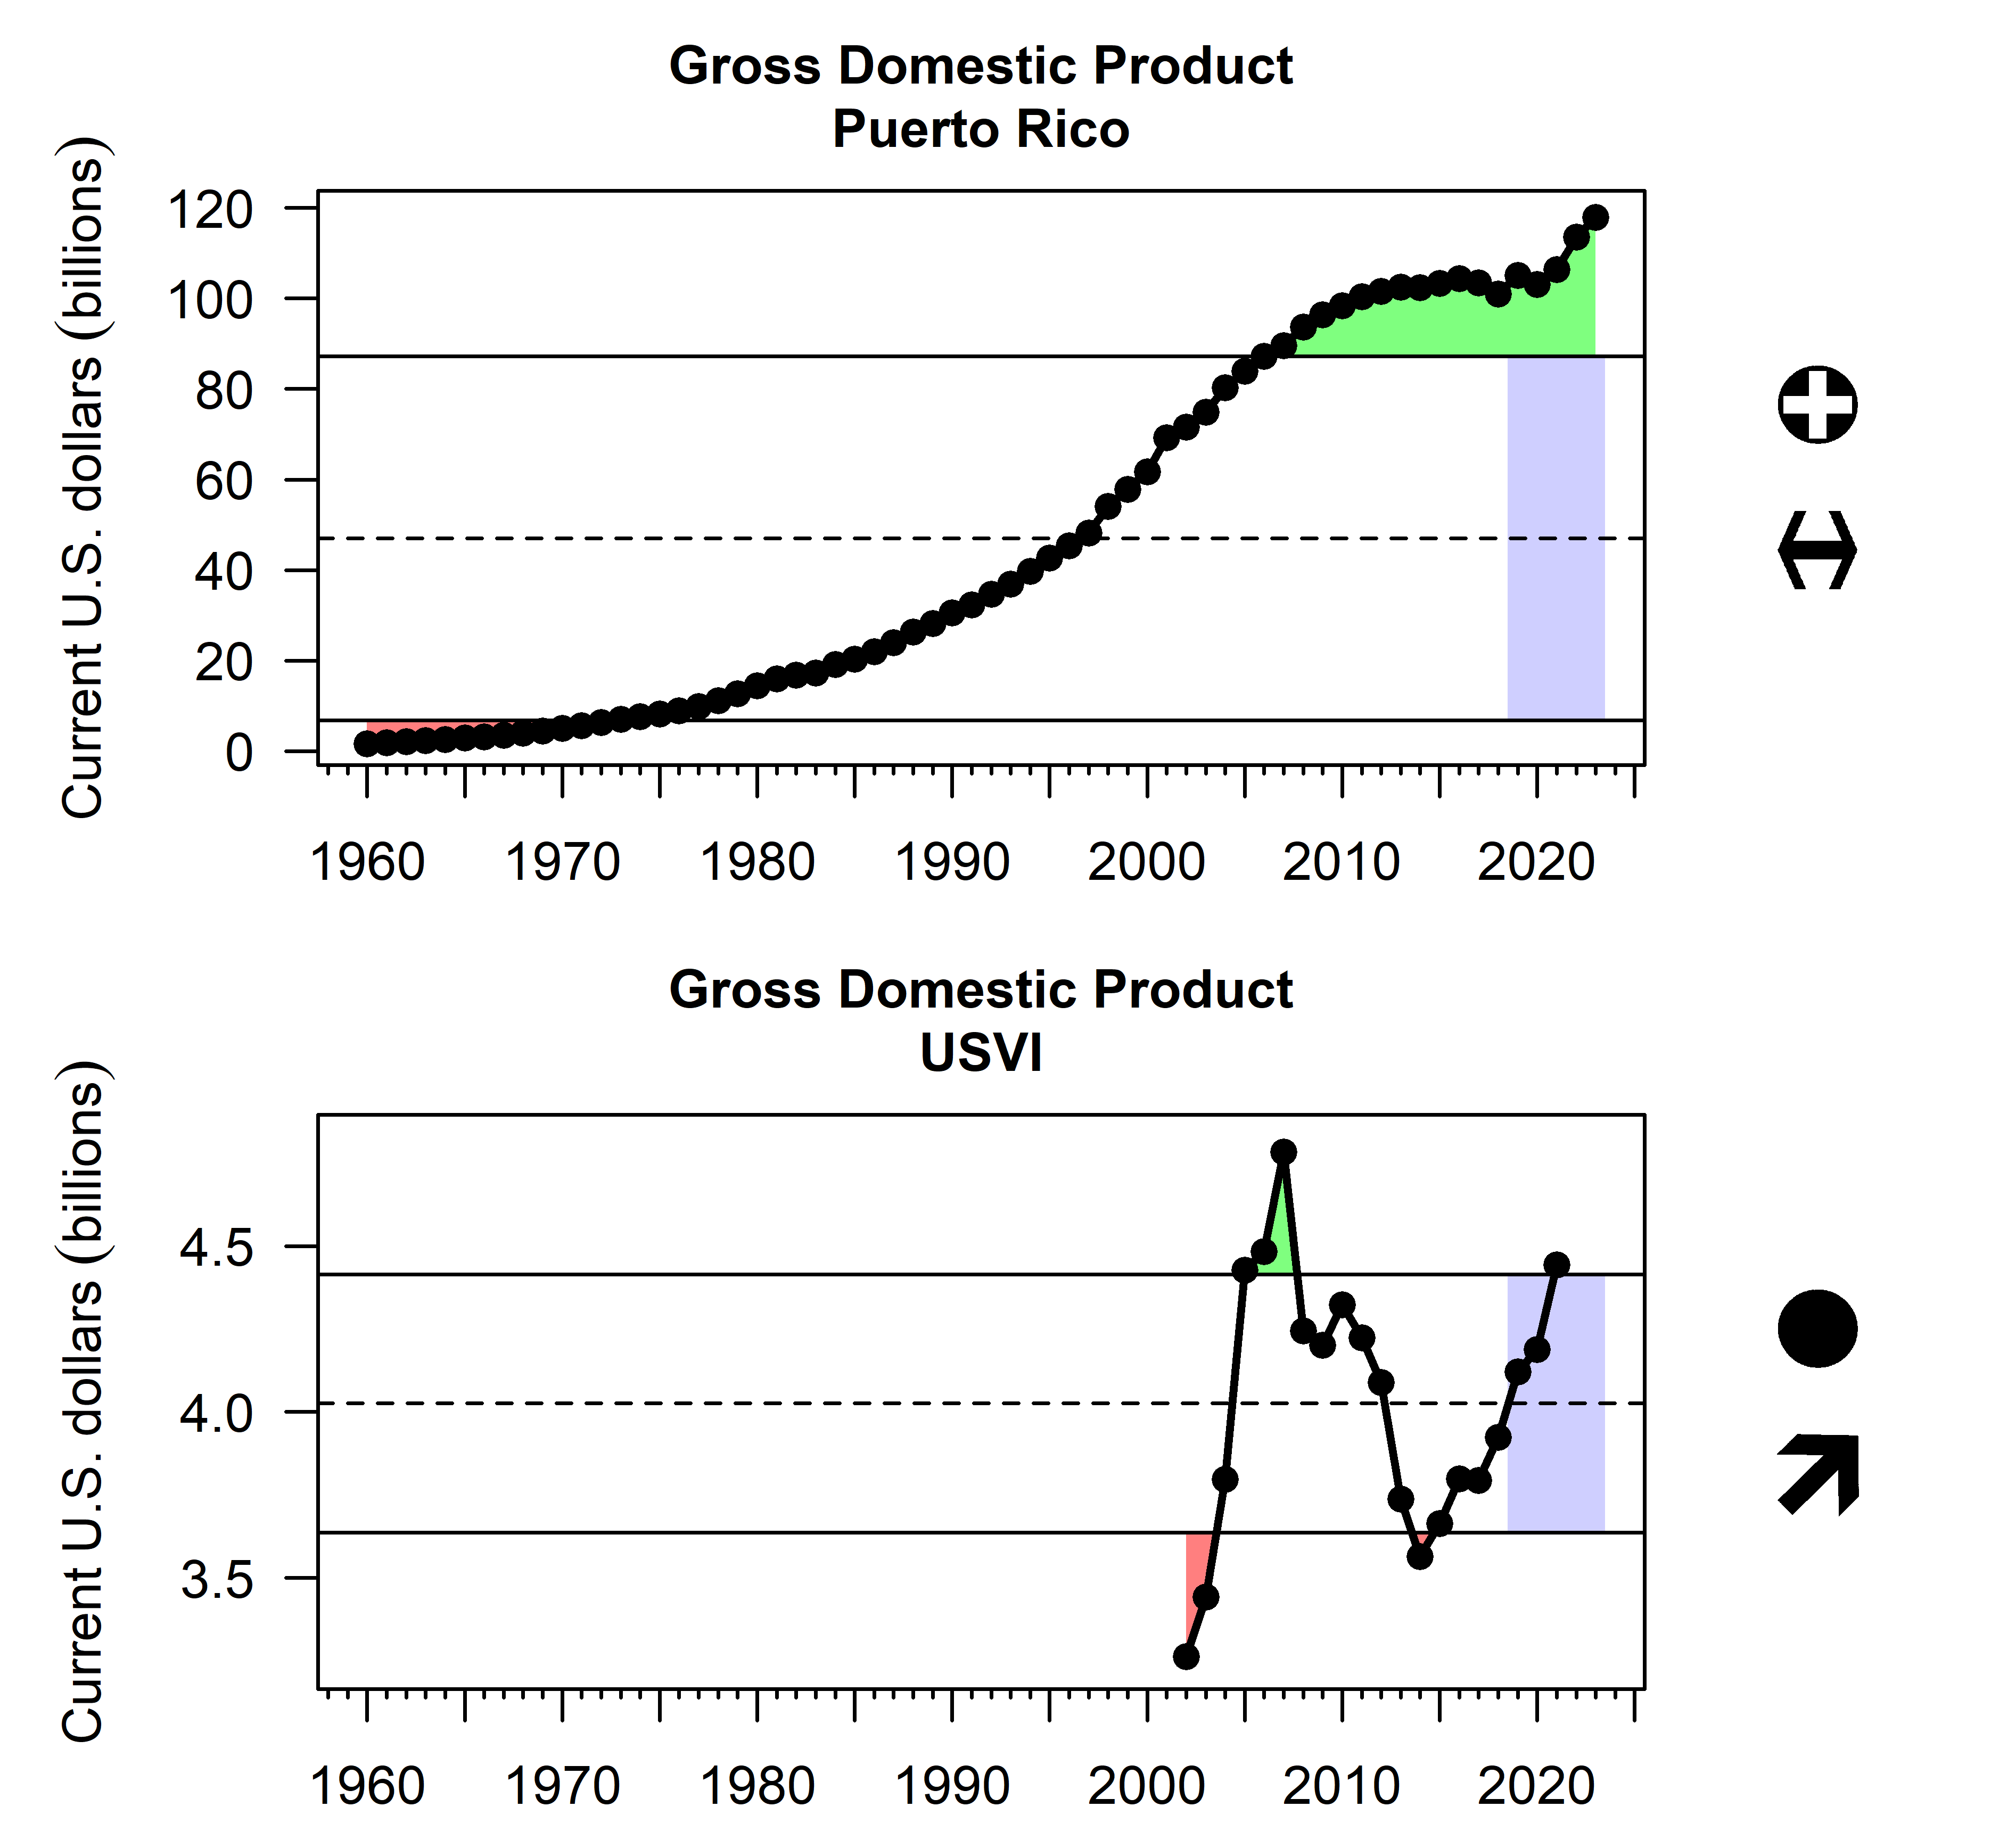 Gross Domestic Product
Puerto Rico
Current U.S. dollars (billions)
120
100
80
60
40
20
0
1960 1970 1980 1990 2000 2010 2020
Gross Domestic Product
USVI
Current U.S. dollars (billions)
4.5
4.0
3.5
1960 1970 1980 1990 2000 2010 2020